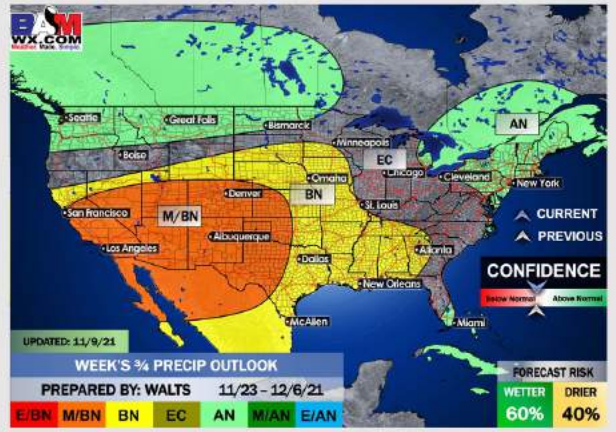 BAM
WX.COM
Weather. Made. Simple.
Seattle
Great Falls
Bismarck
Boise
Minneapolis
AN
EC
Chicago
Cleveland
New York
Omaha
Denver
BN
San Francisco
M/BN
St. Louis
CURRENT
Albuquerque
PREVIOUS
Los Angeles
Atlanta
Dallas
CONFIDENCE
New Orleans
Below Normal
Above Normal
McAllen
Miami
UPDATED: 11/9/21
WEEK'S ¾ PRECIP OUTLOOK
FORECAST RISK
PREPARED BY: WALTS 11/23 – 12/6/21
WETTER DRIER
60% 40%
E/BN M/BN BN EC AN M/AN E/AN